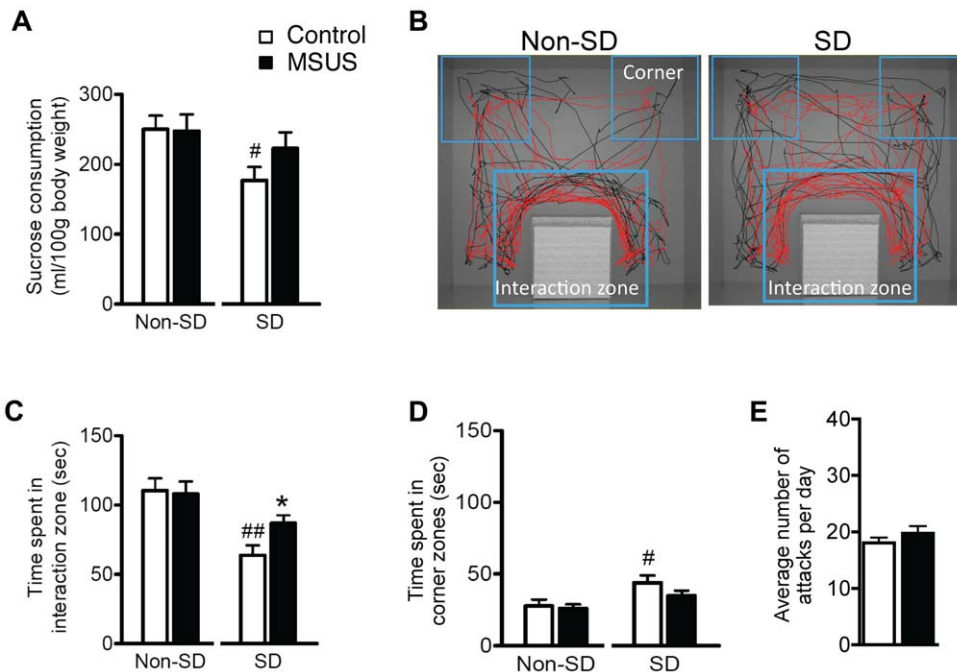 A
Control
MSUS
Sucrose consumption
(ml/100g body weight)
300
200
100
0
#
Non-SD
SD
B
Non-SD
SD
Corner
Interaction zone
Interaction zone
C
Time spent in
interaction zone (sec)
150
100
50
0
##
*
Non-SD
SD
D
Time spent in
corner zones (sec)
150
100
50
0
#
Non-SD
SD
E
Average number of
attacks per day
40
30
20
10
0